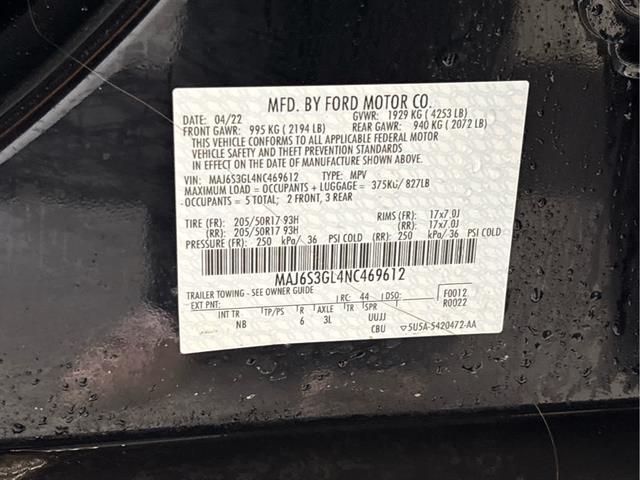 MFD. BY FORD MOTOR CO.
DATE: 04/22 GVWR: 1929 KG ( 4253 LB)
FRONT GAWR: 995 KG ( 2194 LB) REAR GAWR: 940 KG ( 2072 LB)
THIS VEHICLE CONFORMS TO ALL APPLICABLE FEDERAL MOTOR
VEHICLE SAFETY AND THEFT PREVENTION STANDARDS
IN EFFECT ON THE DATE OF MANUFACTURE SHOWN ABOVE.
VIN: MAJ6S3GL4NC469612 TYPE: MPV
MAXIMUM LOAD = OCCUPANTS + LUGGAGE = 375KG/ 827LB
OCCUPANTS = 5 TOTAL; 2 FRONT, 3 REAR
TIRE (FR): 205/50R17 93H RIMS (FR): 17x7.0J
(RR): 205/50R17 93H (RR): 17x7.0J
PRESSURE (FR): 250 kPa/ 36 PSI COLD (RR): 250 kPa/ 36 PSI COLD
MAJ6S3GL4NC469612
TRAILER TOWING - SEE OWNER GUIDE
EXT PNT: RC: 44 DSO: F0012
R0022
INT TR TP/PS R AXLE TR SPR
NB 6 3L UUJJ
CBU 5U5A-5420472-AA